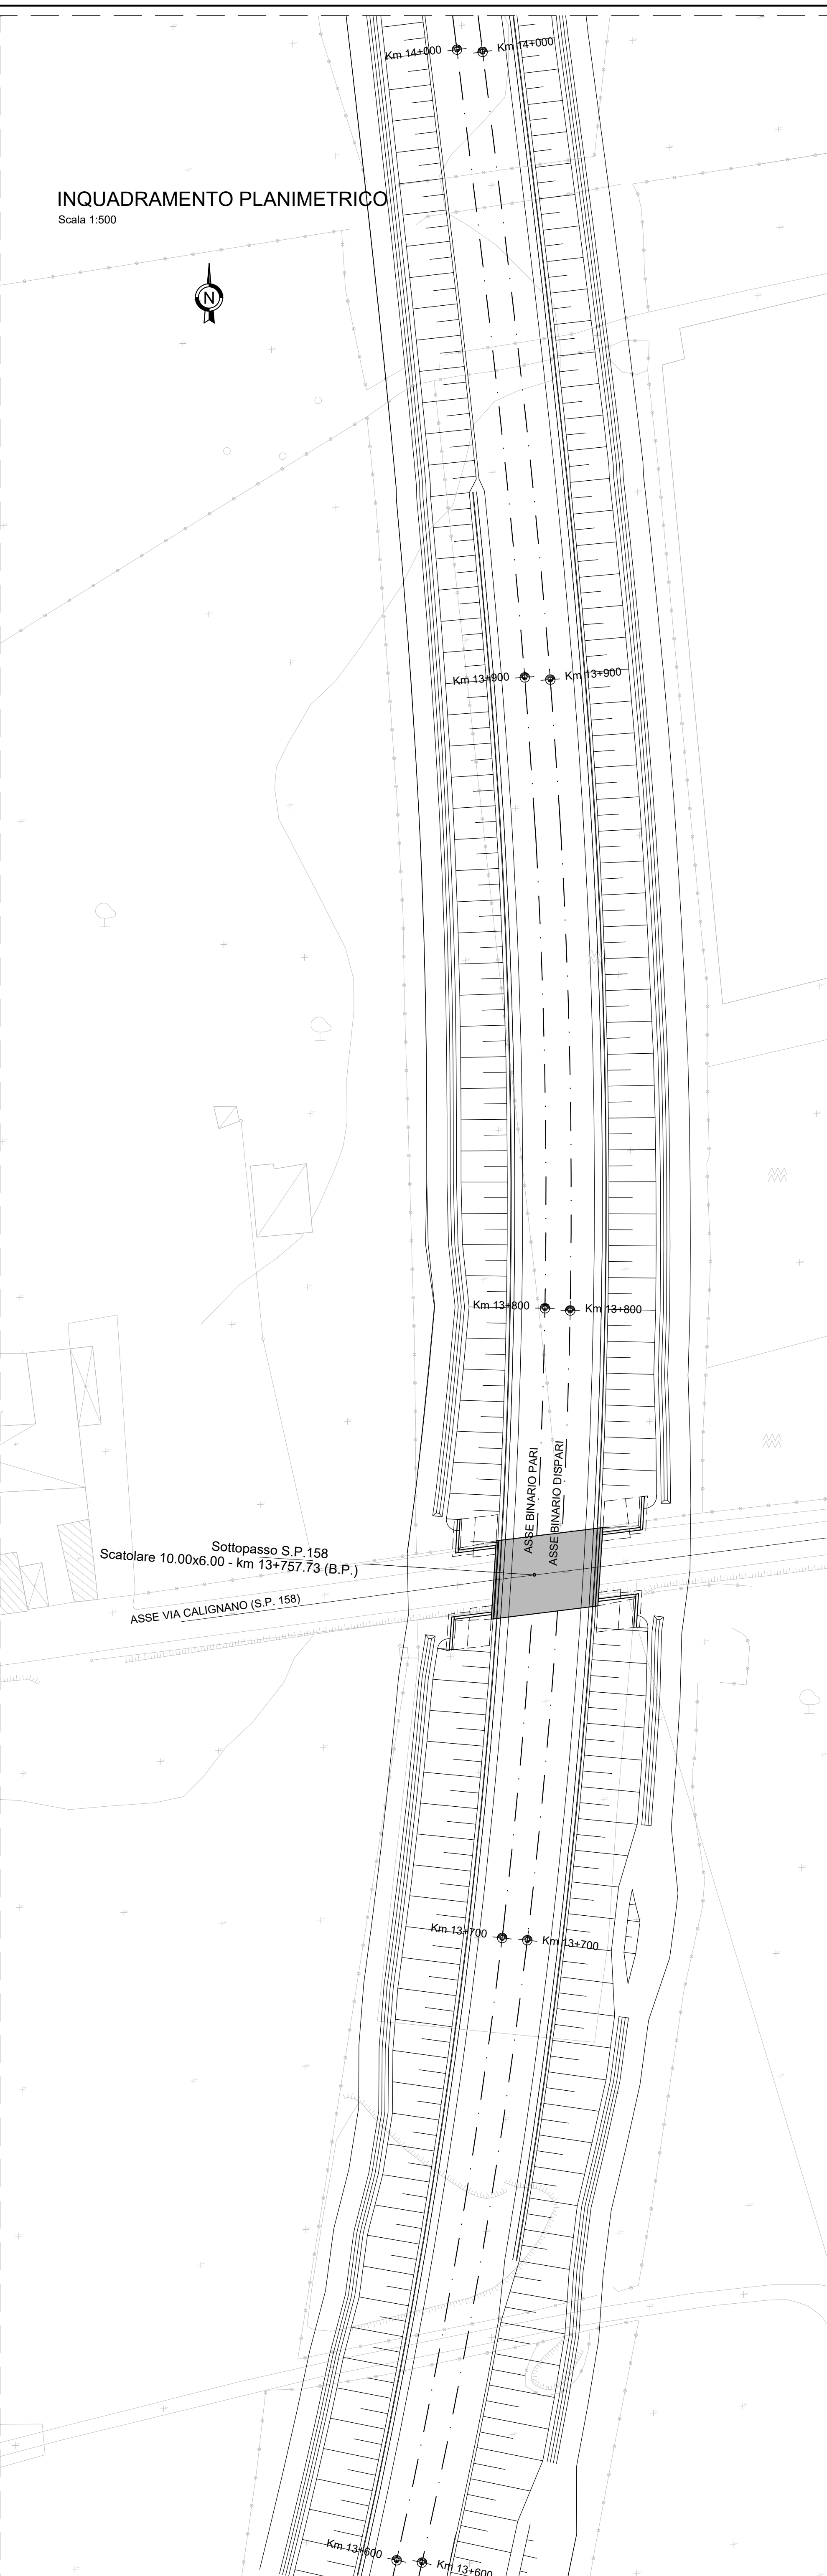 Km 14+000
Km 14+000
INQUADRAMENTO PLANIMETRICO
Scala 1:500
N
Km 13+900
Km 13+900
Km 13+800
Km 13+800
ASSE BINARIO PARI
ASSE BINARIO DISPARI
Sottopasso S.P.158
Scatolare 10.00x6.00 - km 13+757.73 (B.P.)
ASSE VIA CALIGNANO (S.P. 158)
Km 13+700
Km 13+700
Km 13+600
Km 13+600